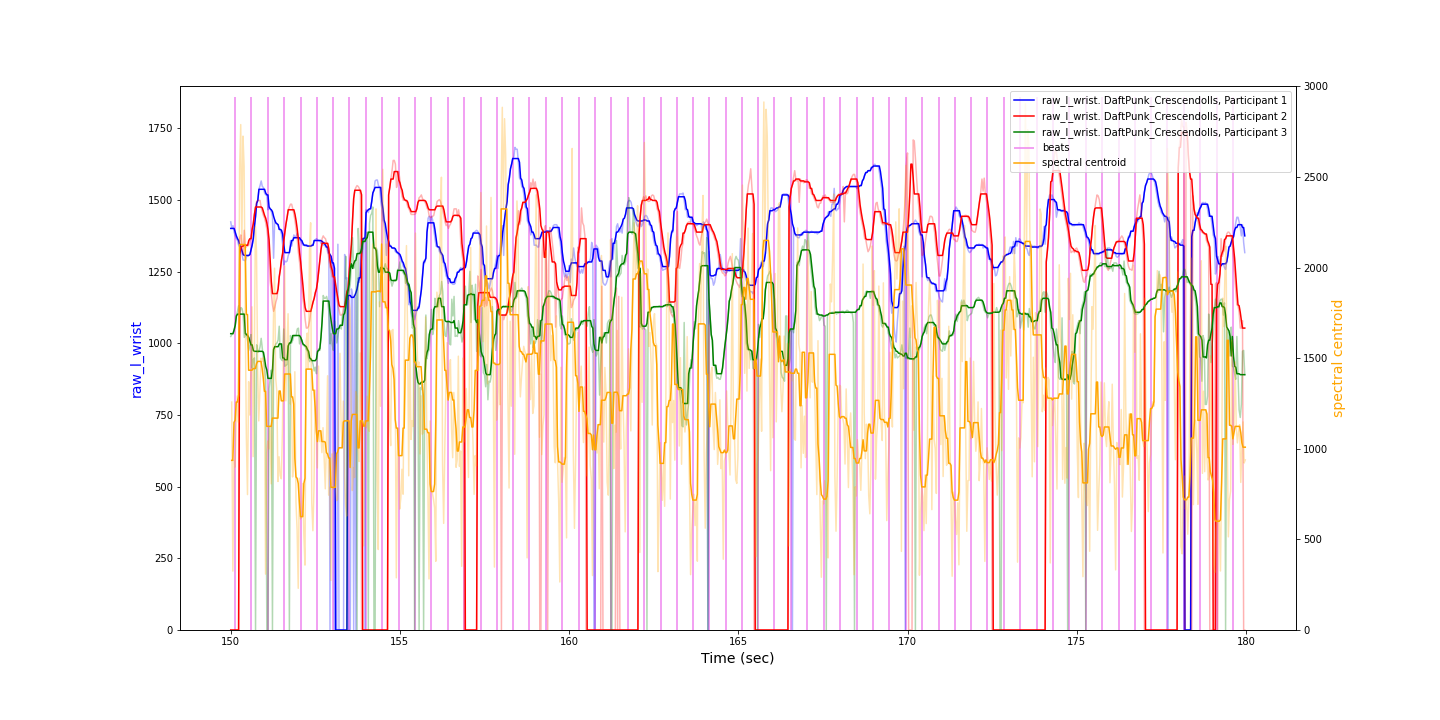 raw_l_wrist. DaftPunk_Crescendolls, Participant 1
raw_l_wrist. DaftPunk_Crescendolls, Participant 2
raw_l_wrist. DaftPunk_Crescendolls, Participant 3
beats
spectral centroid
raw_l_wrist
1750
1500
1250
1000
750
500
250
0
3000
2500
2000
1500
1000
500
0
spectral centroid
150
155
160
165
170
175
180
Time (sec)